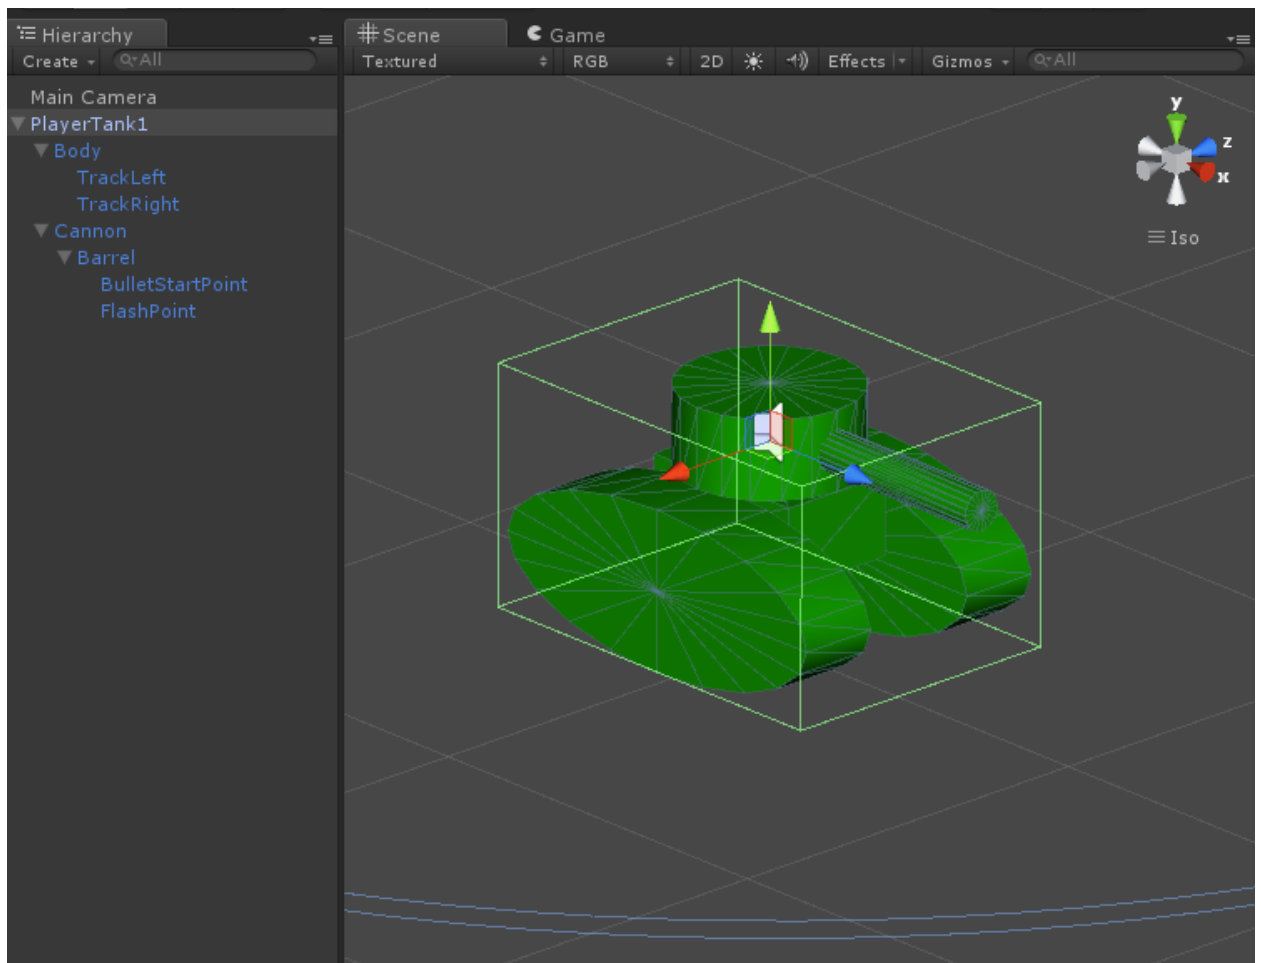 Hierarchy
Create All
Main Camera
PlayerTank1
Body
TrackLeft
TrackRight
Cannon
Barrel
BulletStartPoint
FlashPoint
Scene Game
Textured RGB 2D Effects Gizmos All
y
z
x
Iso